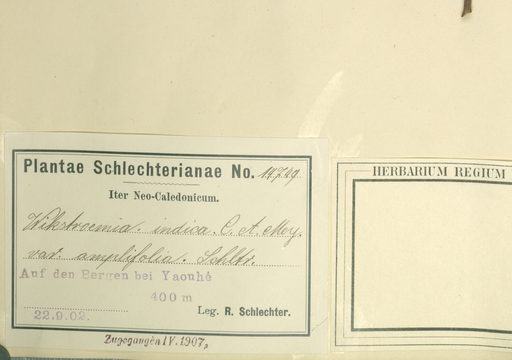 Plantae Schlechterianae No. 14729.
Iter Neo-Caledonicum.
Wikstroemia. indica. C. A. Mey.
var. amplifolia. Schltr.
Auf den Bergen bei Yaouhé
400 m
22.9.02.
Leg. R. Schlechter.
Zugegangen IV. 1907,
HERBARIUM REGIUM